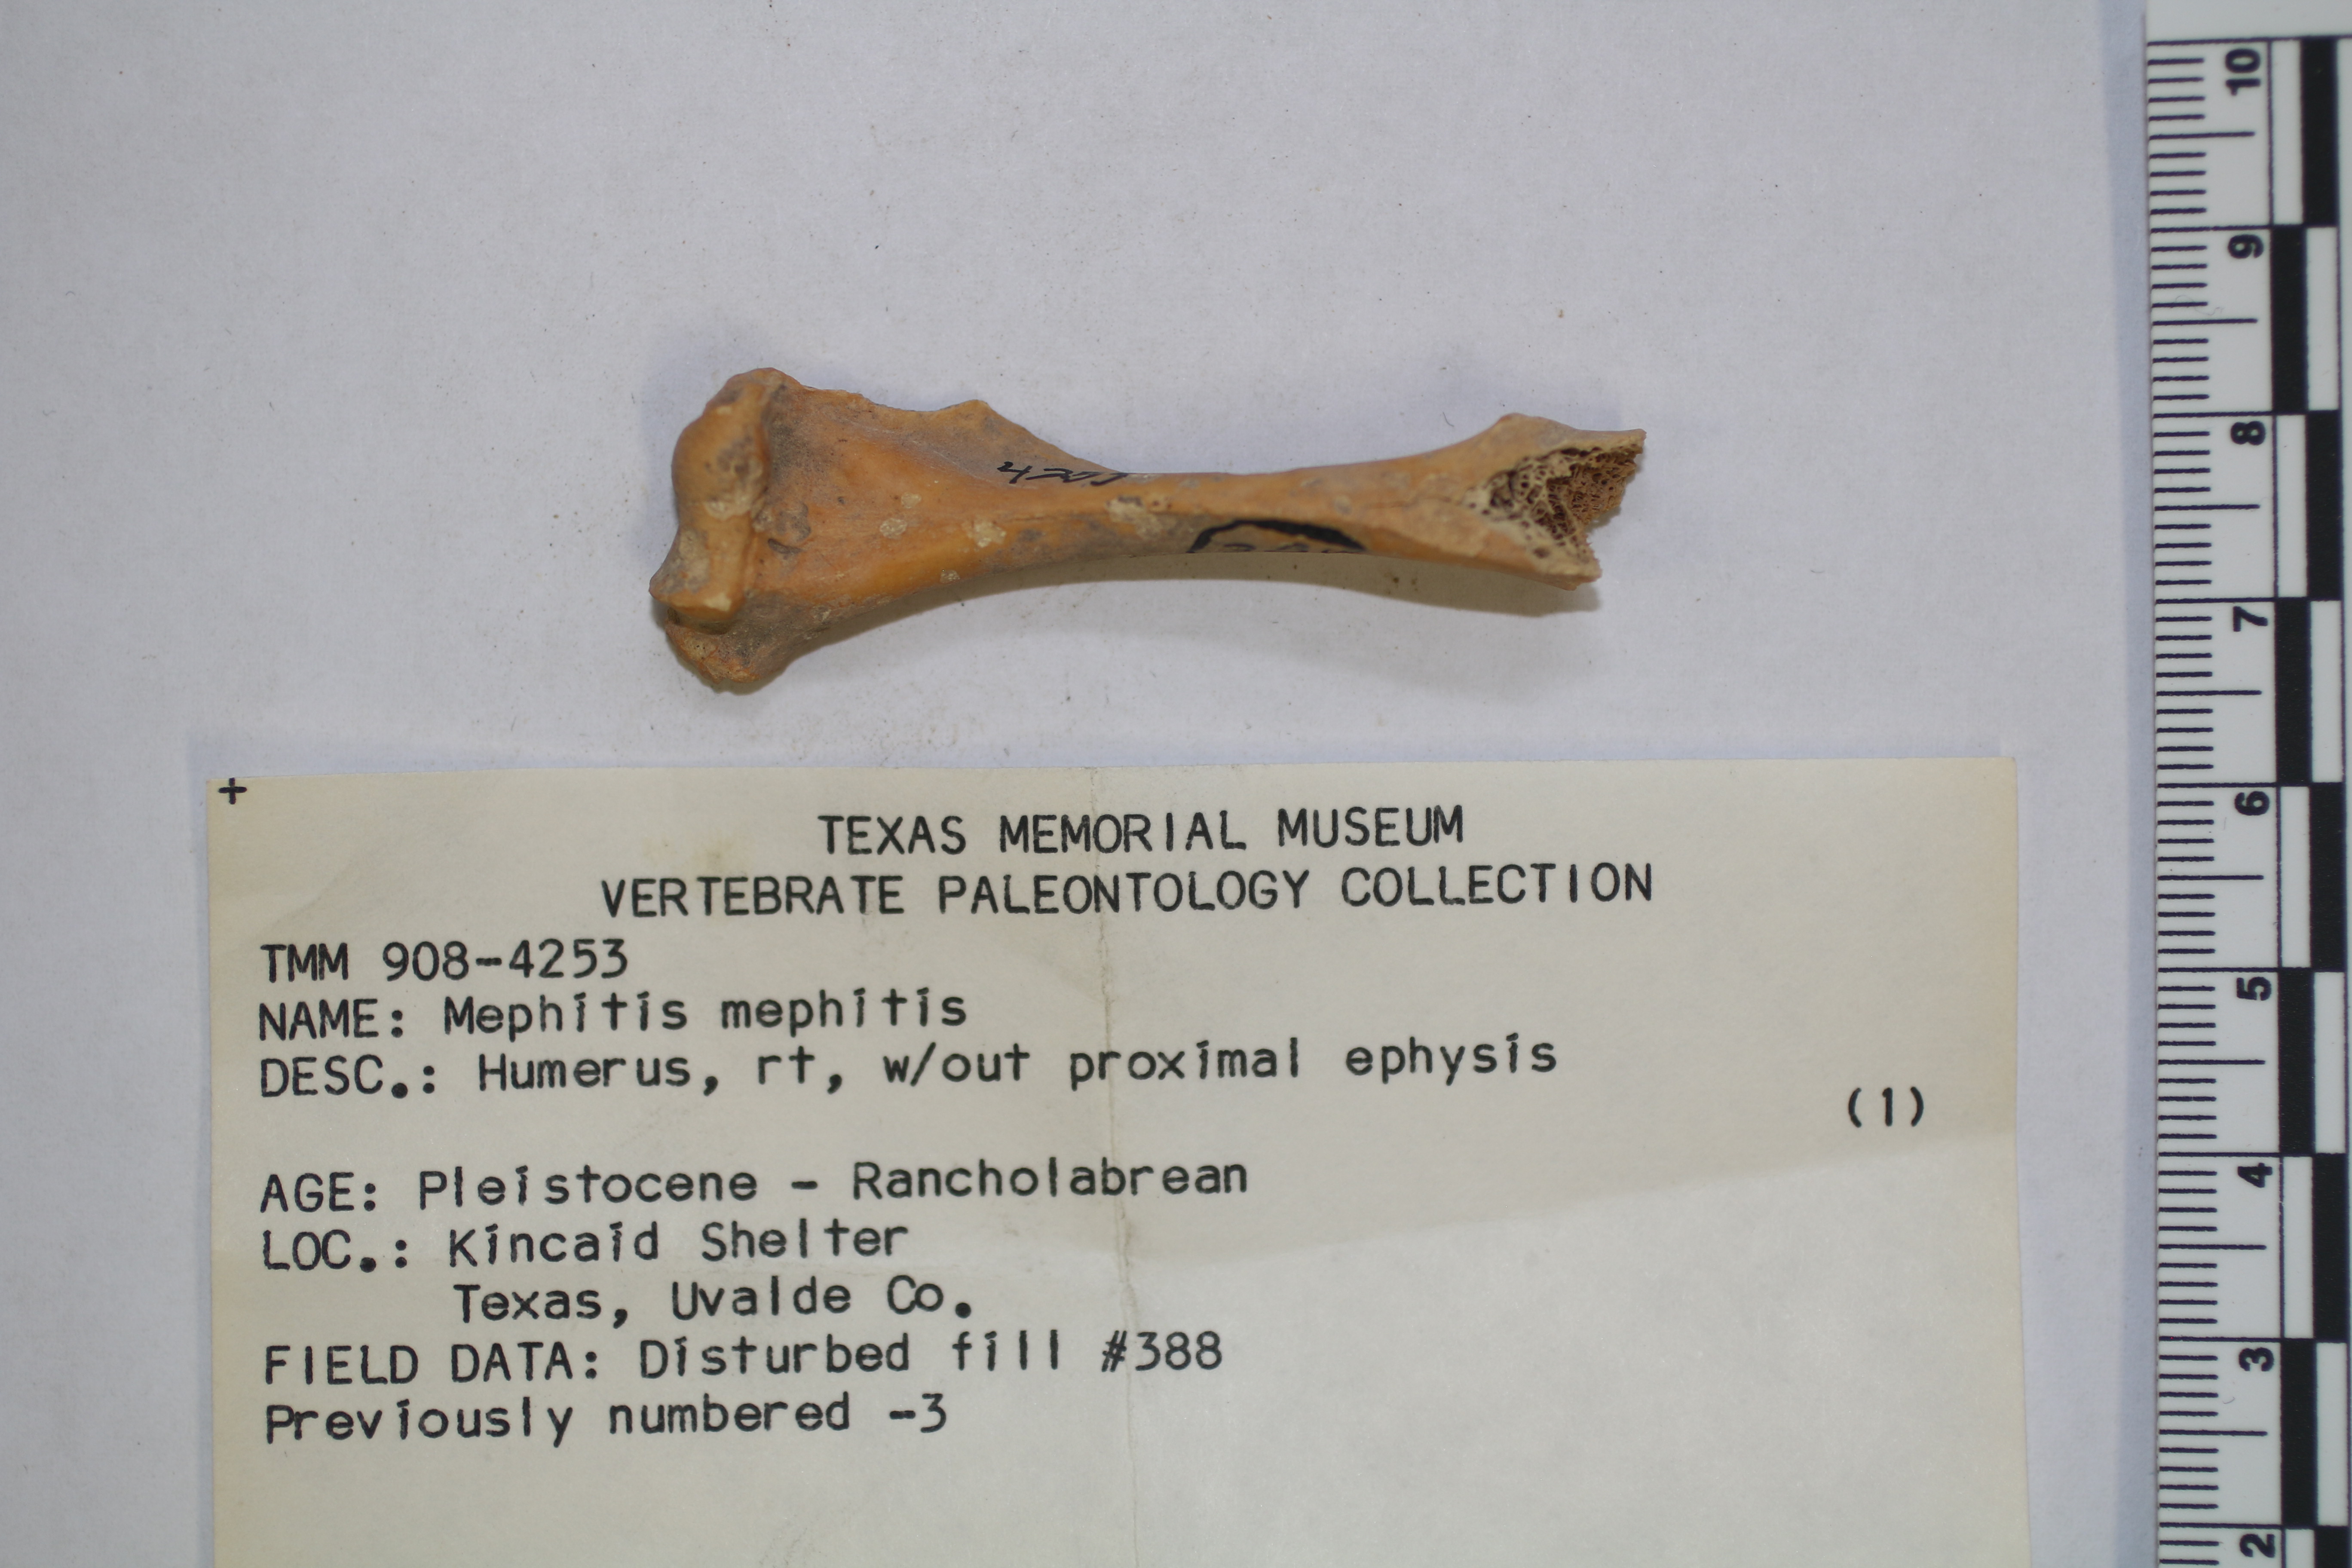 TEXAS MEMORIAL MUSEUM
VERTEBRATE PALEONTOLOGY COLLECTION
TMM 908-4253
NAME: Mephitis mephitis
DESC.: Humerus, rt, w/out proximal ephysis
(1)
AGE: Pleistocene - Rancholabrean
LOC.: Kincaid Shelter
Texas, Uvalde Co.
FIELD DATA: Disturbed fill #388
Previously numbered -3
10
9
8
7
6
5
4
3
2